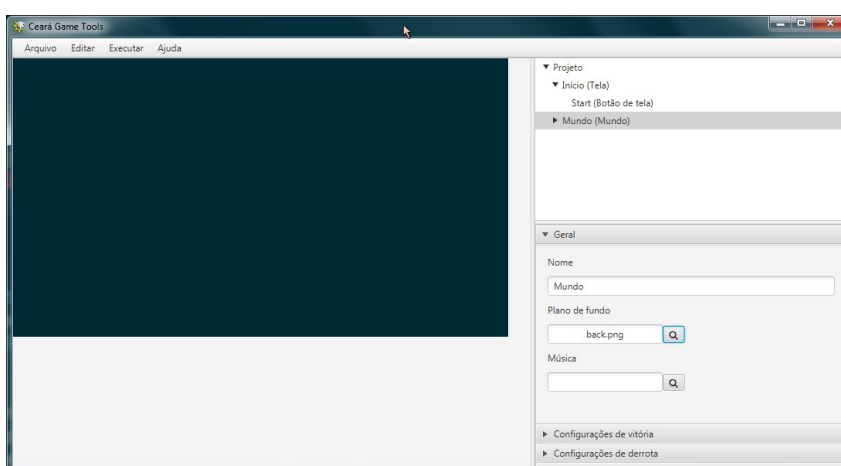 Ceará Game Tools
Arquivo Editar Executar Ajuda
Projeto
Início (Tela)
Start (Botão de tela)
Mundo (Mundo)
Geral
Nome
Mundo
Plano de fundo
back.png
Música
Configurações de vitória
Configurações de derrota